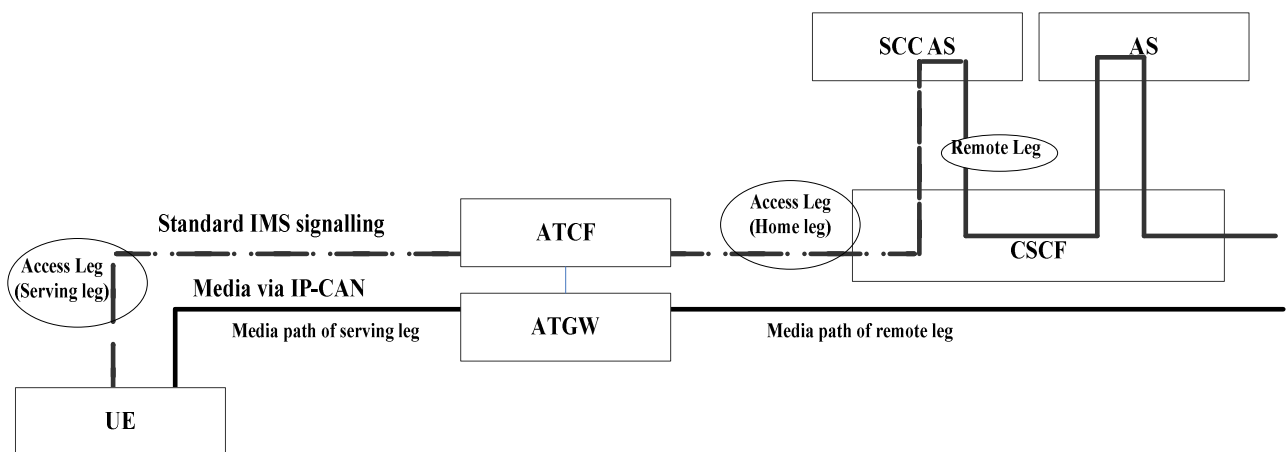 SCC AS
AS
Remote Leg
Access Leg
(Home leg)
Standard IMS signalling
ATCF
CSCF
Access Leg
(Serving leg)
Media via IP-CAN
Media path of serving leg
ATGW
Media path of remote leg
UE